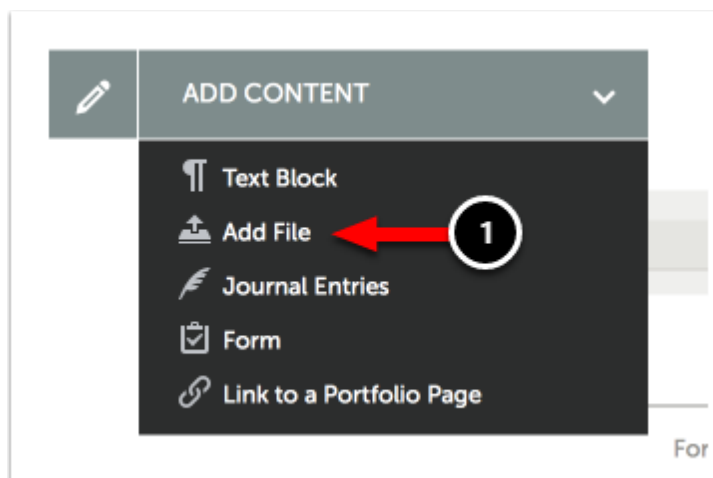 ADD CONTENT
Text Block
Add File
1
Journal Entries
Form
Link to a Portfolio Page
For